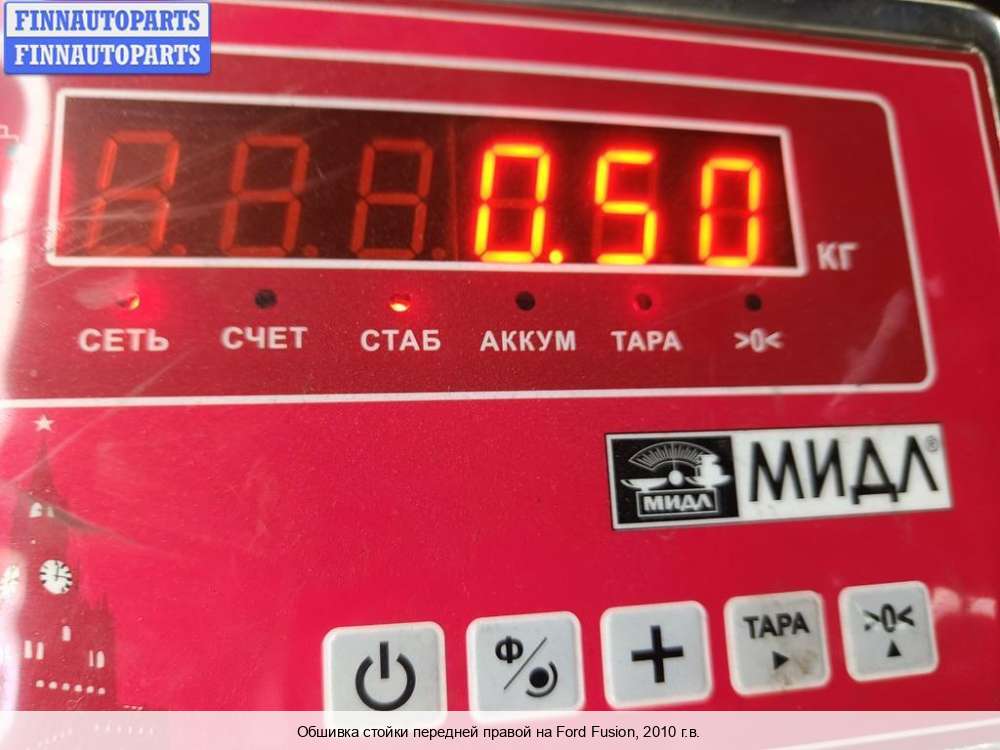 FINNAUTOPARTS
FINNAUTOPARTS
0.50
КГ
СЕТЬ СЧЕТ СТАБ АККУМ ТАРА >0<
МИДЛ МИДЛ®
Ф
+
ТАРА
>0<
Обшивка стойки передней правой на Ford Fusion, 2010 г.в.